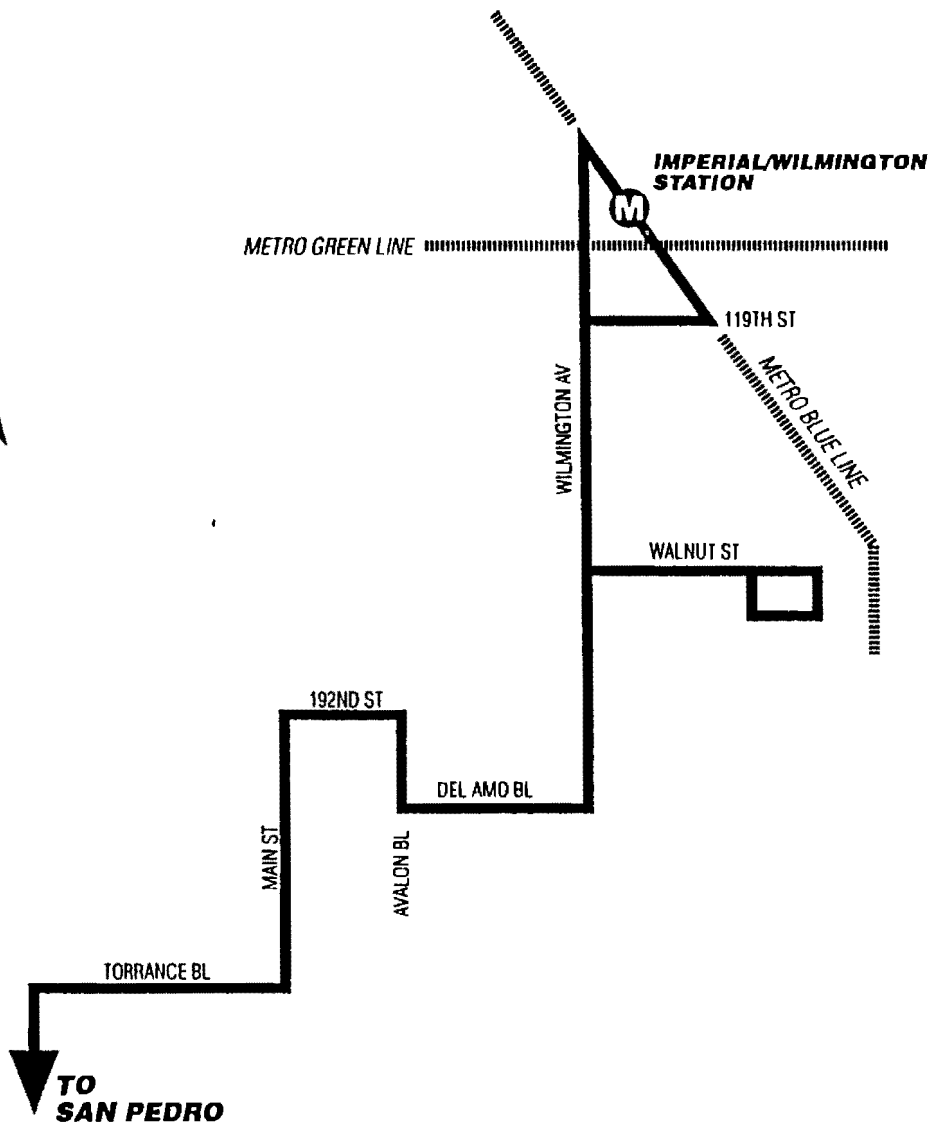 IMPERIAL/WILMINGTON
STATION
M
METRO GREEN LINE
119TH ST
WILMINGTON AV
METRO BLUE LINE
WALNUT ST
192ND ST
DEL AMO BL
MAIN ST
AVALON BL
TORRANCE BL
TO
SAN PEDRO